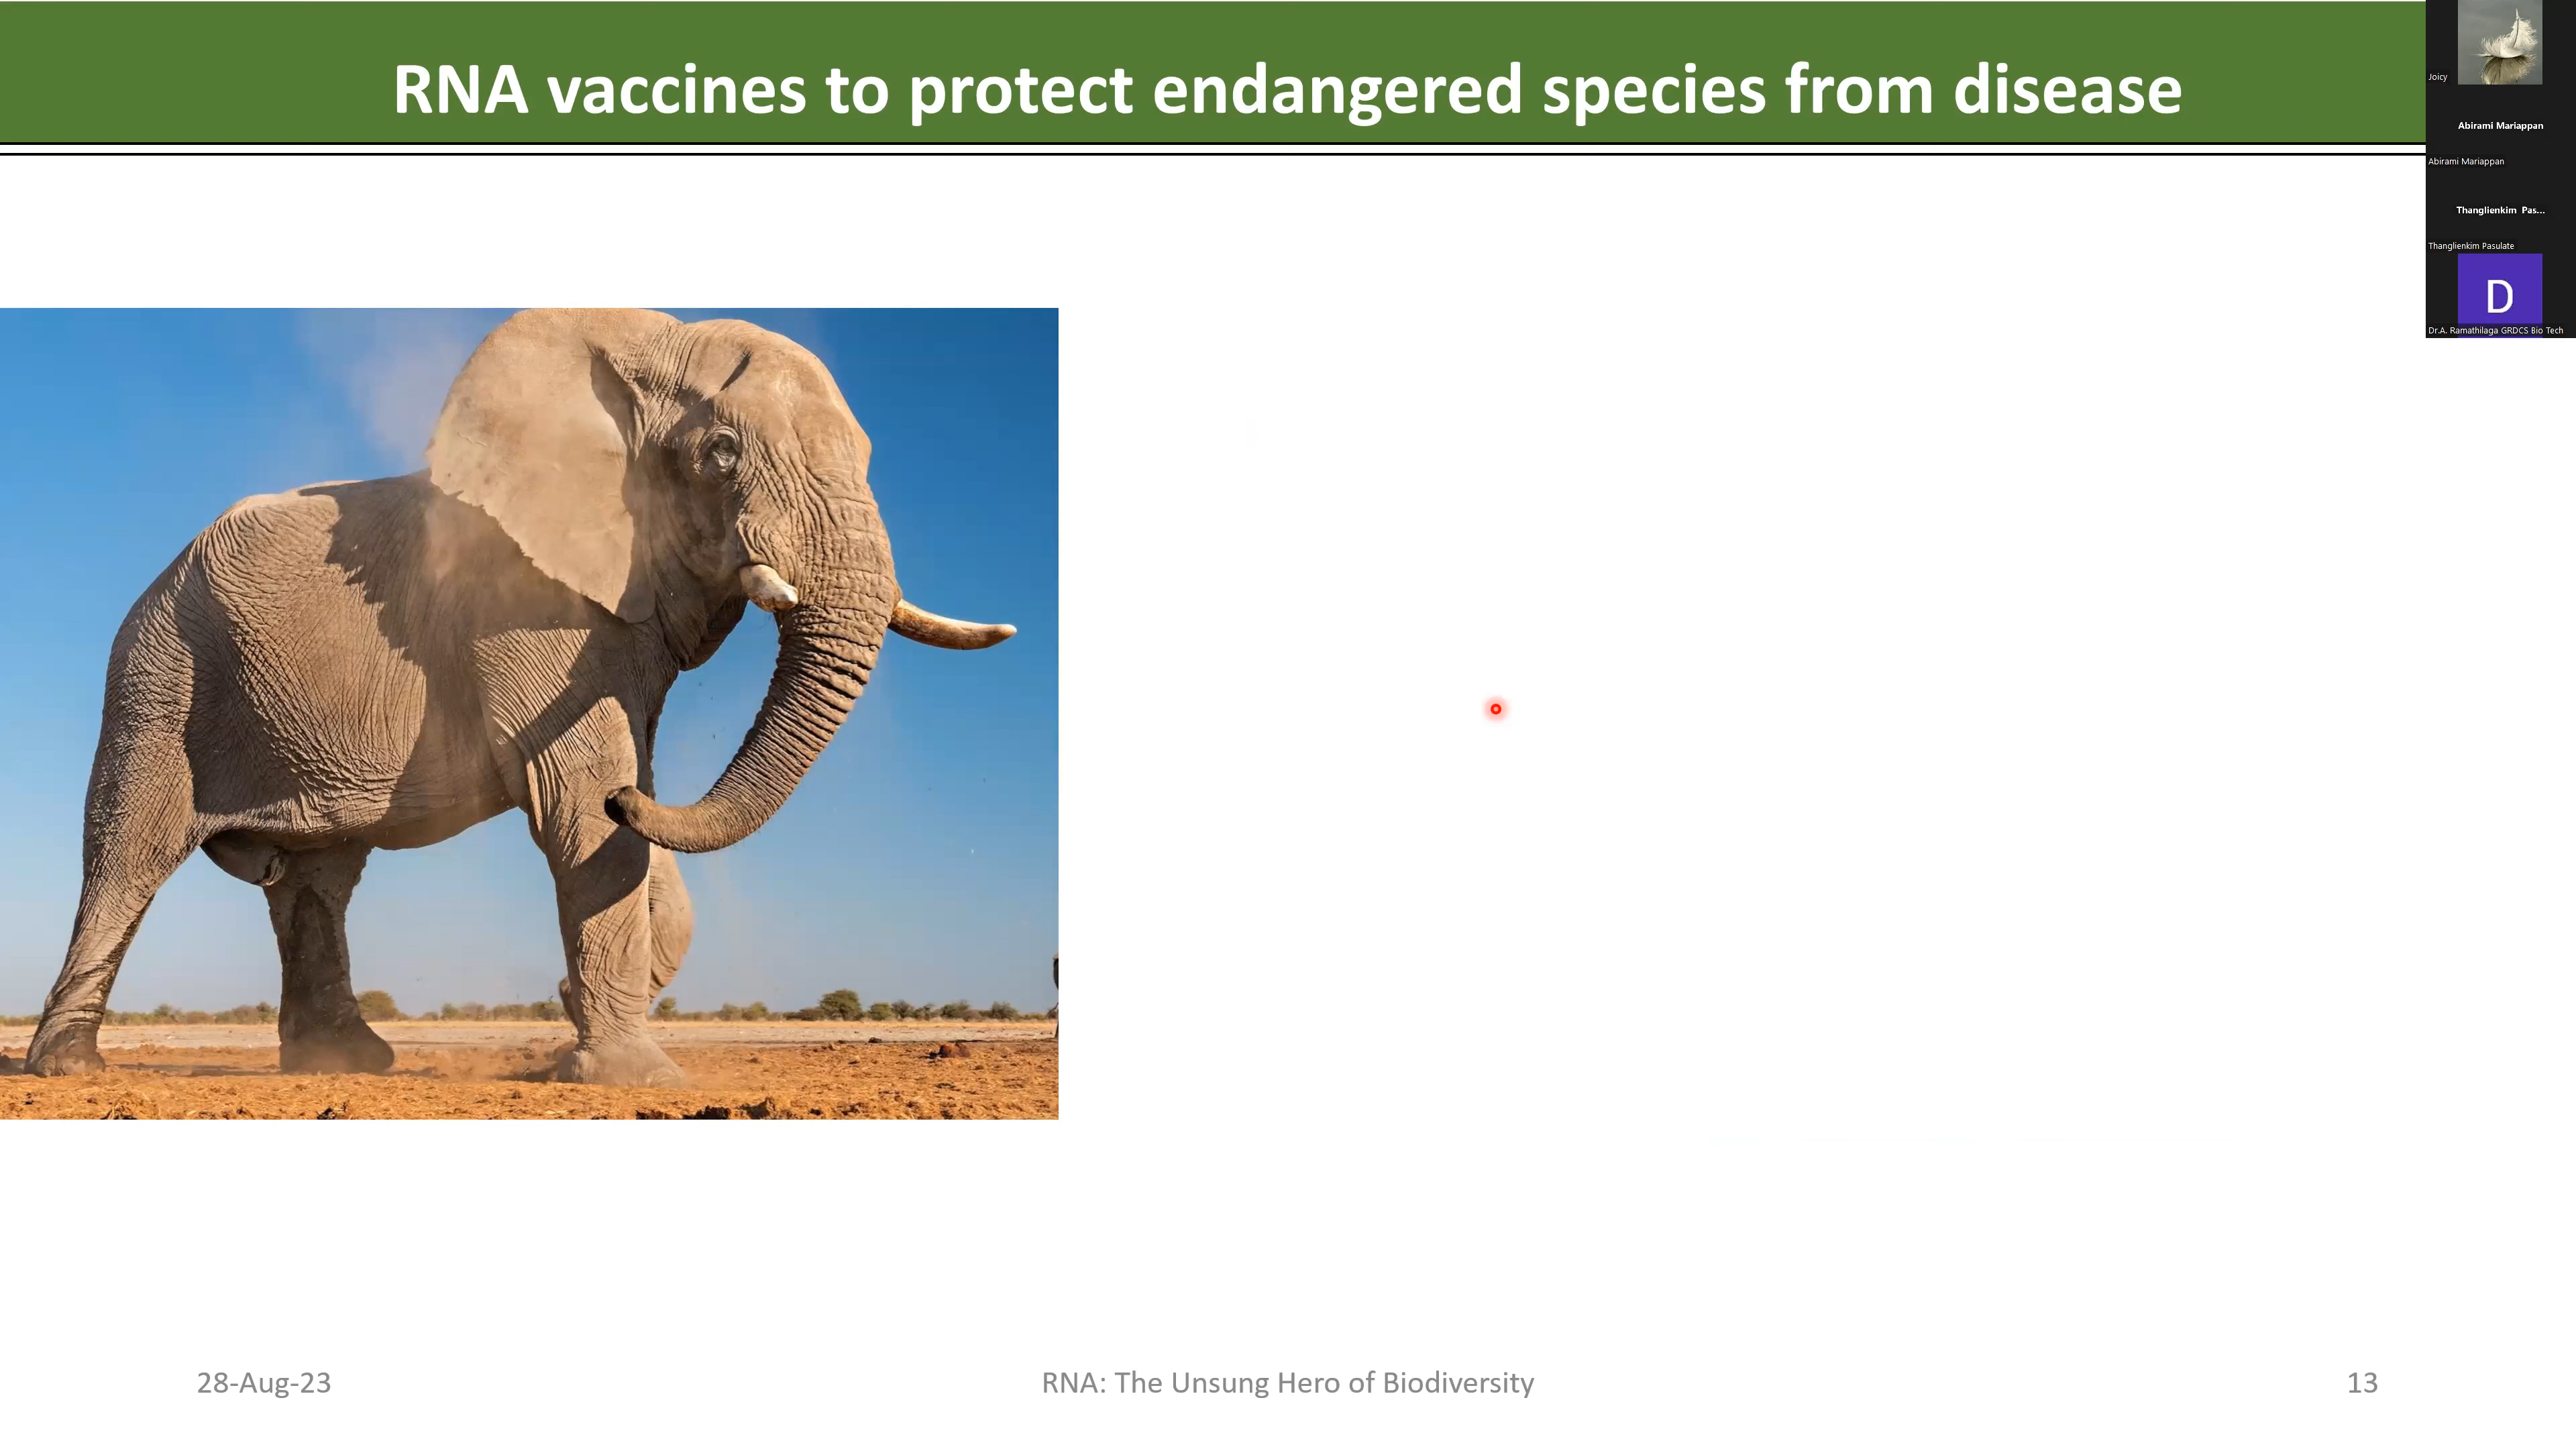 RNA vaccines to protect endangered species from disease
Joicy
Abirami Mariappan
Abirami Mariappan
Thanglienkim Pas...
Thanglienkim Pasulate
D
Dr.A. Ramathilaga GRDCS Bio Tech
28-Aug-23
RNA: The Unsung Hero of Biodiversity
13